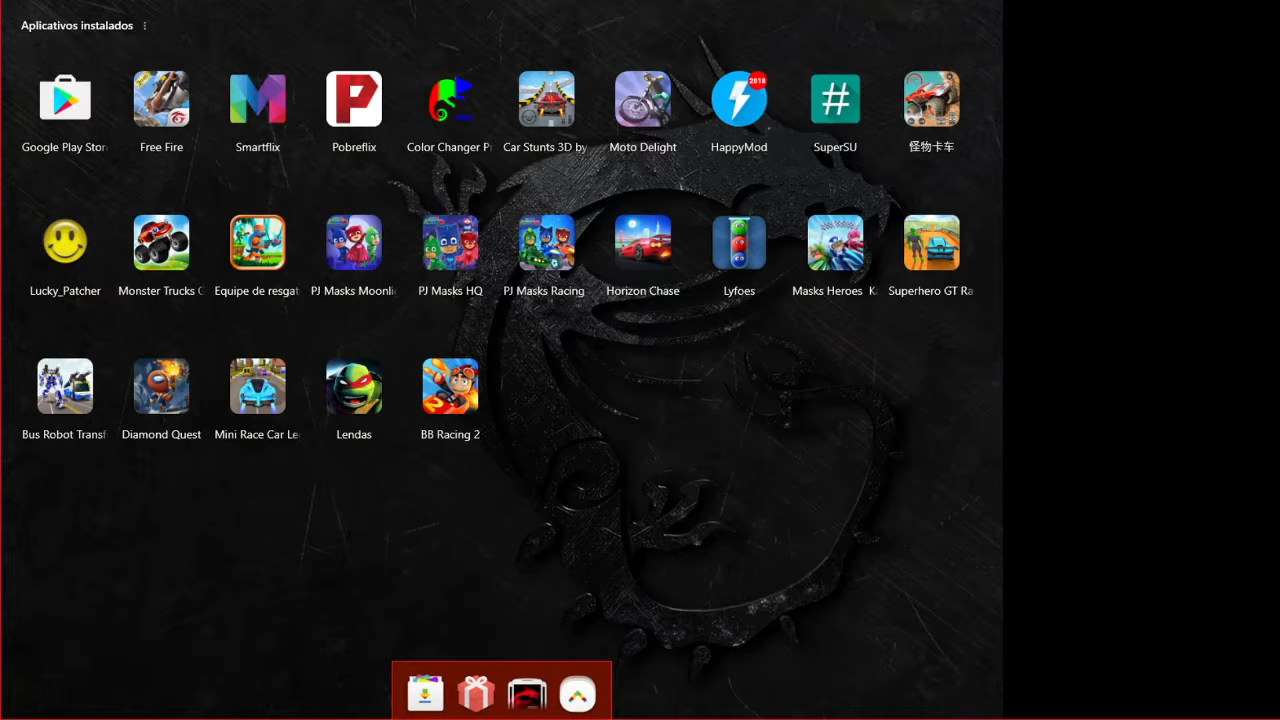 Aplicativos instalados
Google Play Stor
Free Fire
Smartflix
Pobreflix
Color Changer P
Car Stunts 3D by
Moto Delight
2018
HappyMod
#
SuperSU
怪物卡车
Lucky_Patcher
Monster Trucks G
Equipe de resgat
PJ Masks Moonli
PJ Masks HQ
PJ Masks Racing
Horizon Chase
Lyfoes
Masks Heroes K
Superhero GT Ra
Bus Robot Transf
Diamond Quest
Mini Race Car Le
Lendas
BB Racing 2